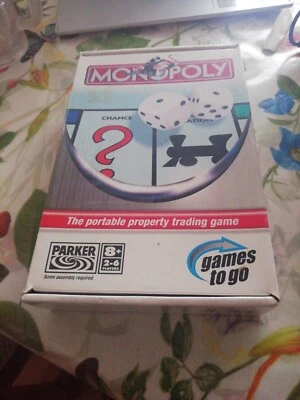 MONOPOLY
CHANCE
The portable property trading game
PARKER
8+
2-6
PLAYERS
Some assembly required.
games
to go